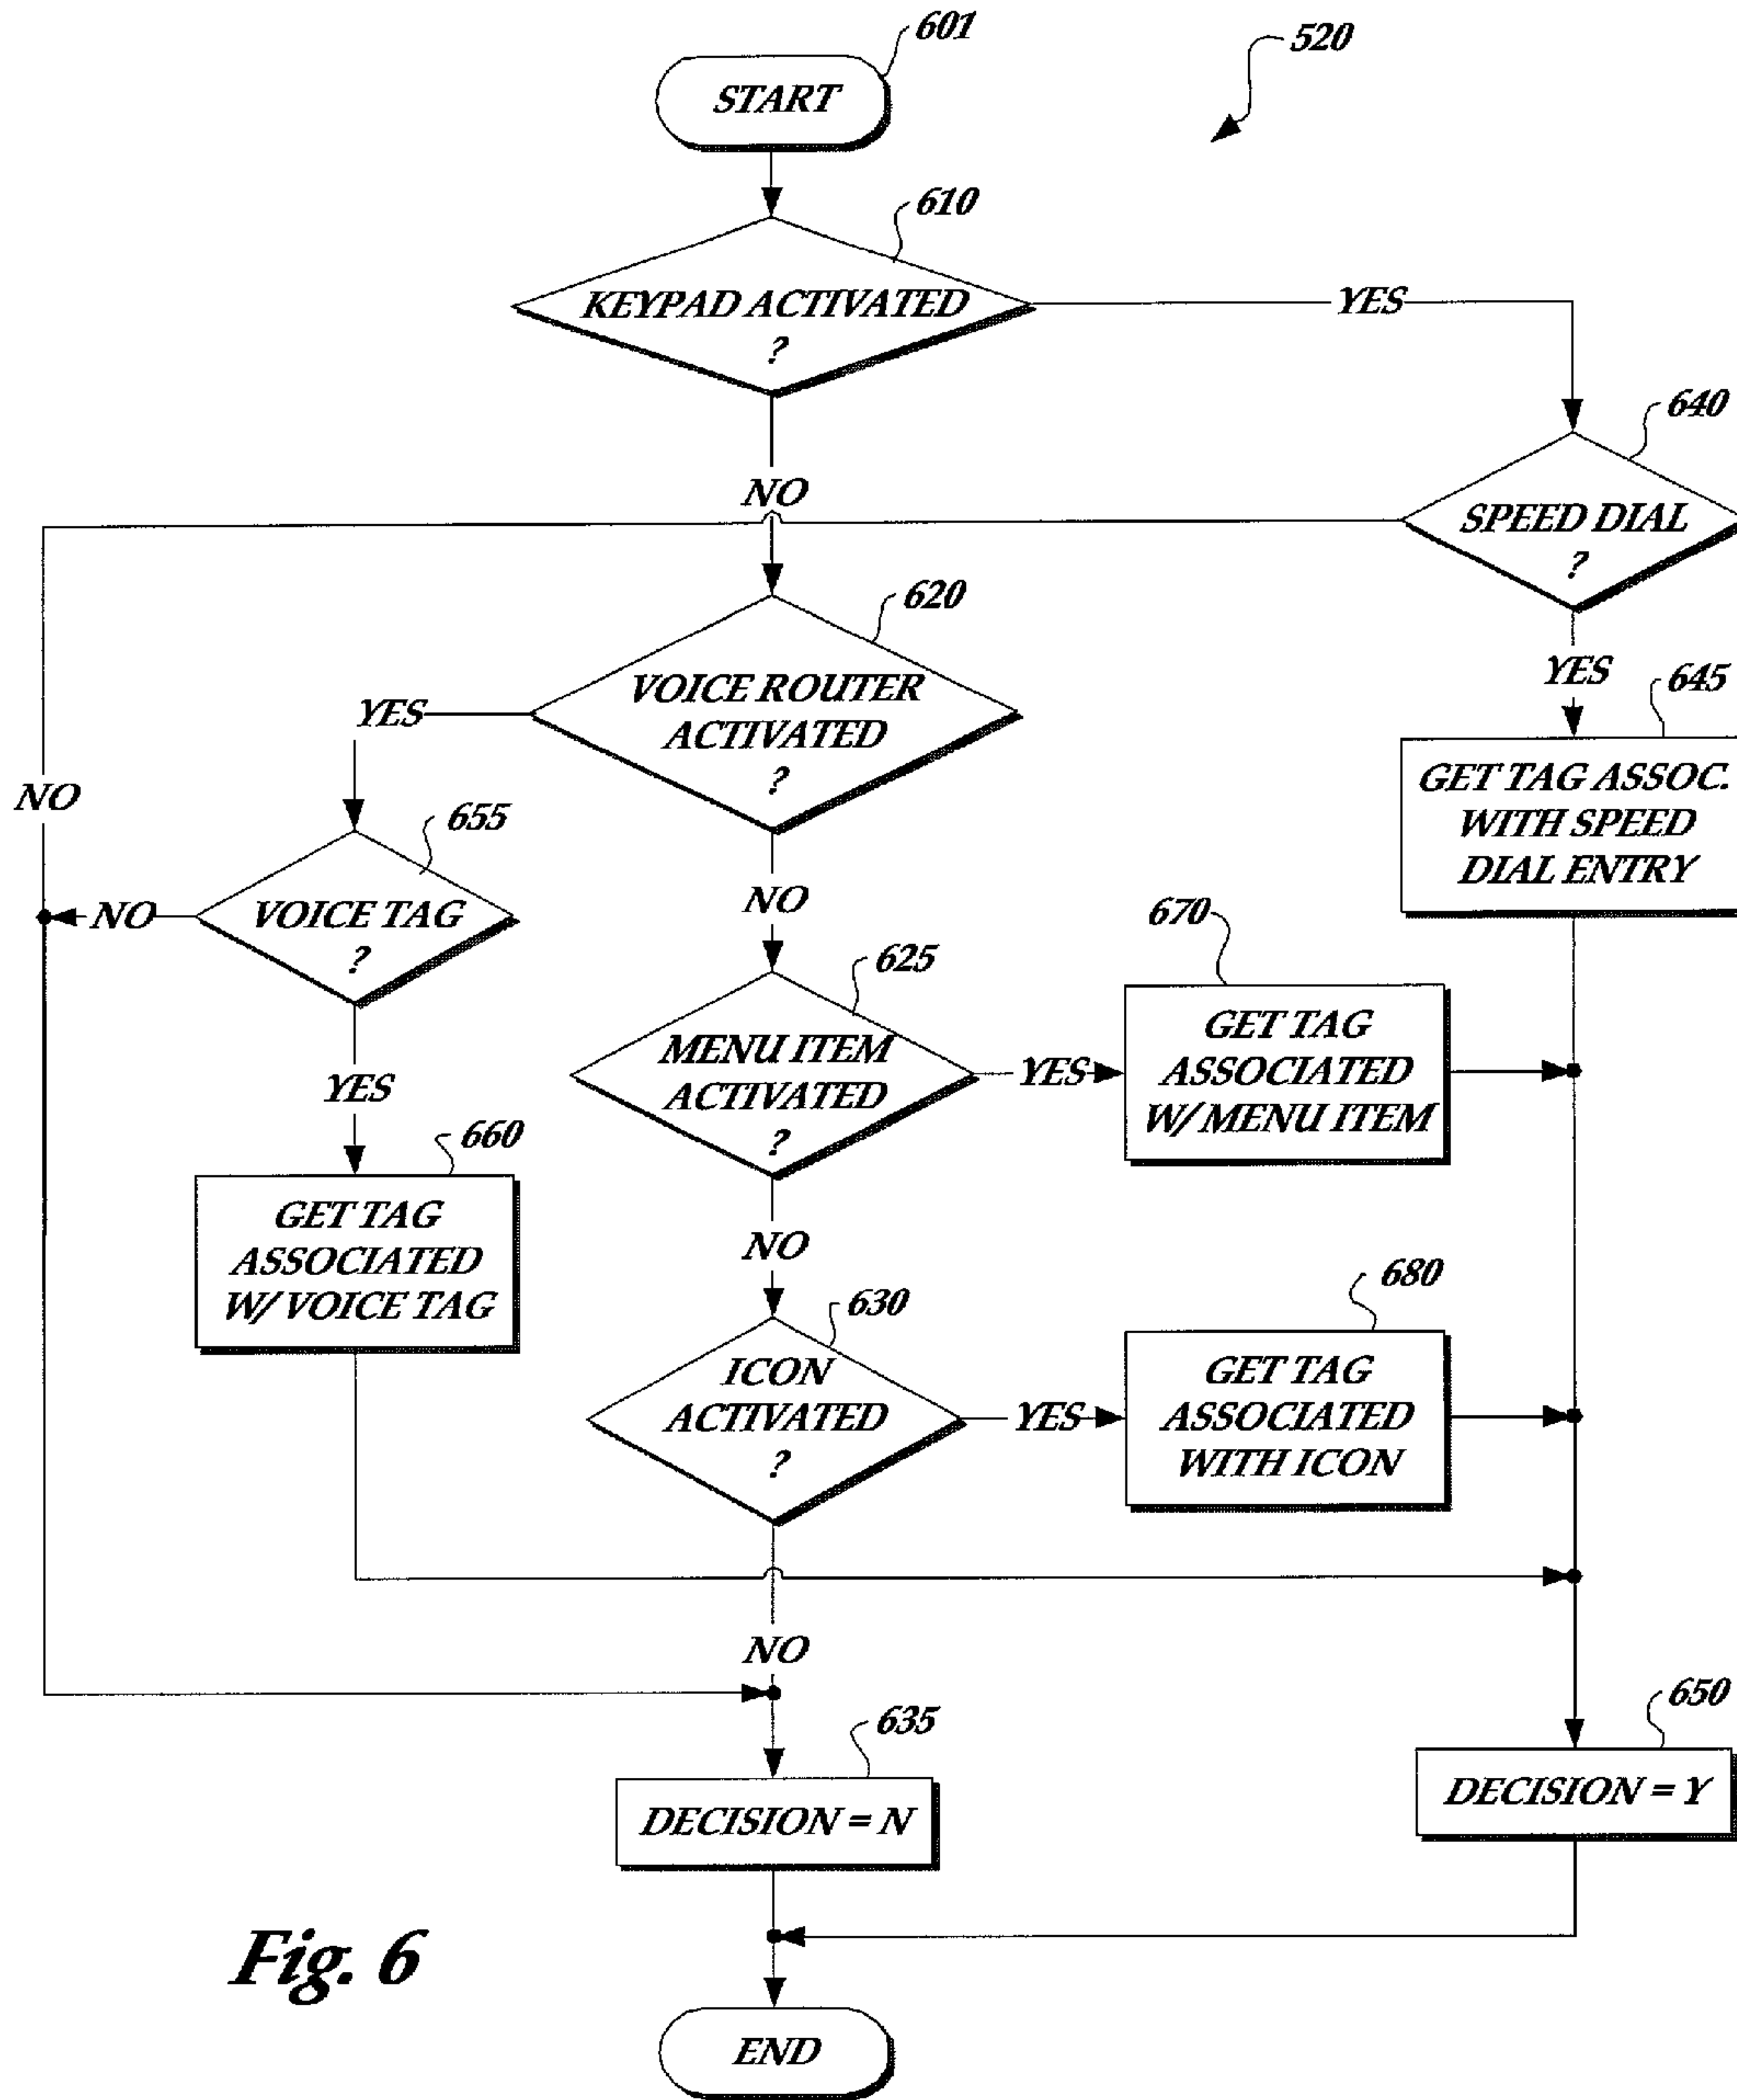 601
520
START
610
KEYPAD ACTIVATED
?
YES
640
NO
SPEED DIAL
?
620
VOICE ROUTER
ACTIVATED
?
YES
YES
645
GET TAG ASSOC.
WITH SPEED
DIAL ENTRY
NO
655
VOICE TAG
?
NO
NO
625
670
MENU ITEM
ACTIVATED
?
YES
GET TAG
ASSOCIATED
W/ MENU ITEM
YES
660
GET TAG
ASSOCIATED
W/ VOICE TAG
NO
630
680
ICON
ACTIVATED
?
YES
GET TAG
ASSOCIATED
WITH ICON
NO
635
650
DECISION = N
DECISION = Y
Fig. 6
END